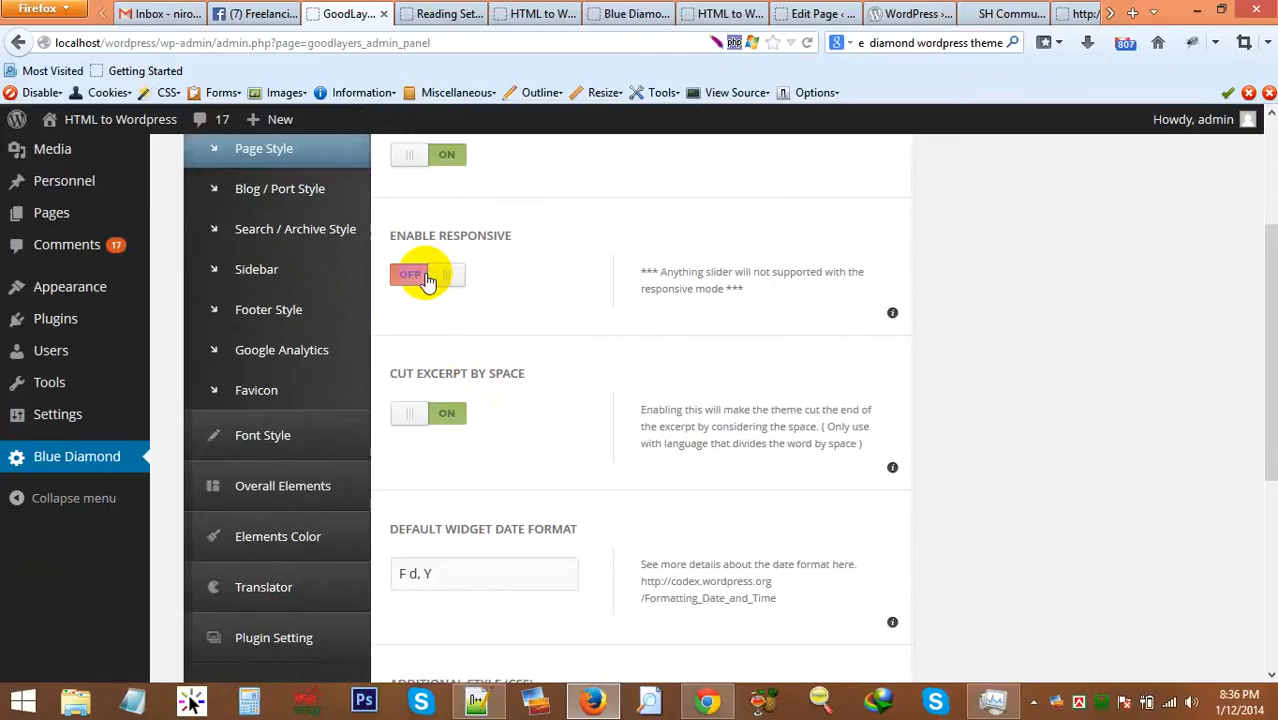 Firefox
Inbox - niro...
(7) Freelanci...
GoodLay...
Reading Set...
HTML to W...
Blue Diamo...
HTML to W...
Edit Page ‹ ...
WordPress ›...
SH Commu...
http:/
localhost/wordpress/wp-admin/admin.php?page=goodlayers_admin_panel
php
e diamond wordpress theme
807
Most Visited
Getting Started
Disable
Cookies
CSS
Forms
Images
Information
Miscellaneous
Outline
Resize
Tools
View Source
Options
HTML to Wordpress
17
New
Howdy, admin
Media
Personnel
Pages
Comments 17
Appearance
Plugins
Users
Tools
Settings
Blue Diamond
Collapse menu
Page Style
Blog / Port Style
Search / Archive Style
Sidebar
Footer Style
Google Analytics
Favicon
Font Style
Overall Elements
Elements Color
Translator
Plugin Setting
ON
ENABLE RESPONSIVE
OFF
*** Anything slider will not supported with the
responsive mode ***
CUT EXCERPT BY SPACE
ON
Enabling this will make the theme cut the end of
the excerpt by considering the space. ( Only use
with language that divides the word by space )
DEFAULT WIDGET DATE FORMAT
F d, Y
See more details about the date format here.
http://codex.wordpress.org
/Formatting_Date_and_Time
ADDITIONAL STYLE (CSS)
Ps
8:36 PM
1/12/2014